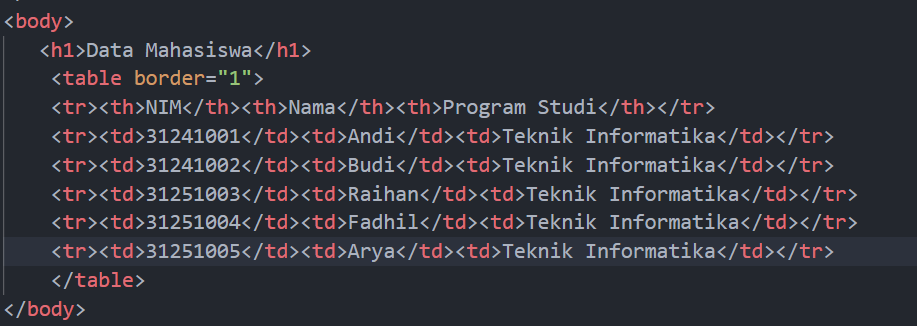 <body>
<h1>Data Mahasiswa</h1>
<table border="1">
<tr><th>NIM</th><th>Nama</th><th>Program Studi</th></tr>
<tr><td>31241001</td><td>Andi</td><td>Teknik Informatika</td></tr>
<tr><td>31241002</td><td>Budi</td><td>Teknik Informatika</td></tr>
<tr><td>31251003</td><td>Raihan</td><td>Teknik Informatika</td></tr>
<tr><td>31251004</td><td>Fadhil</td><td>Teknik Informatika</td></tr>
<tr><td>31251005</td><td>Arya</td><td>Teknik Informatika</td></tr>
</table>
</body>